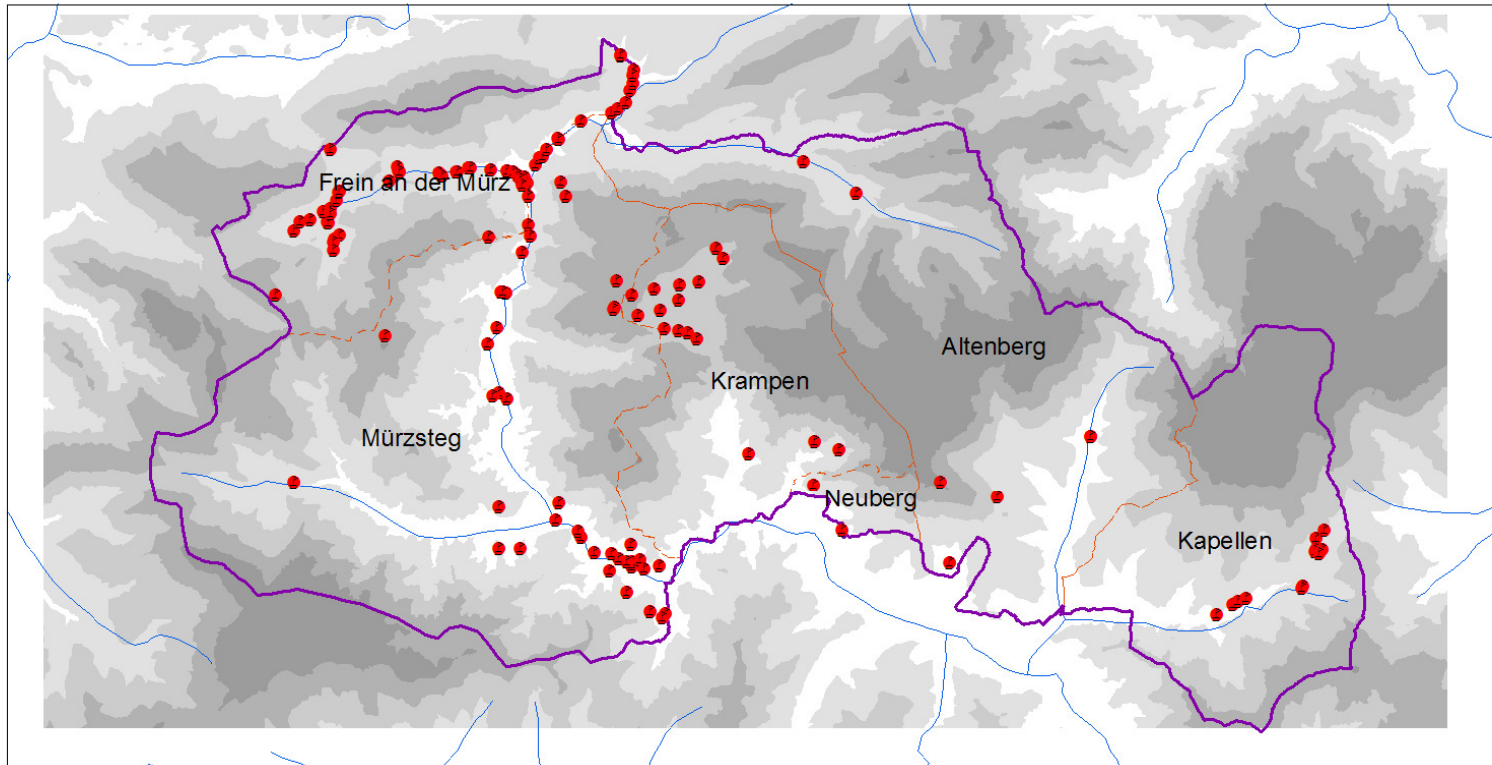 Frein an der Mürz
Altenberg
Krampen
Mürzsteg
Neuberg
Kapellen